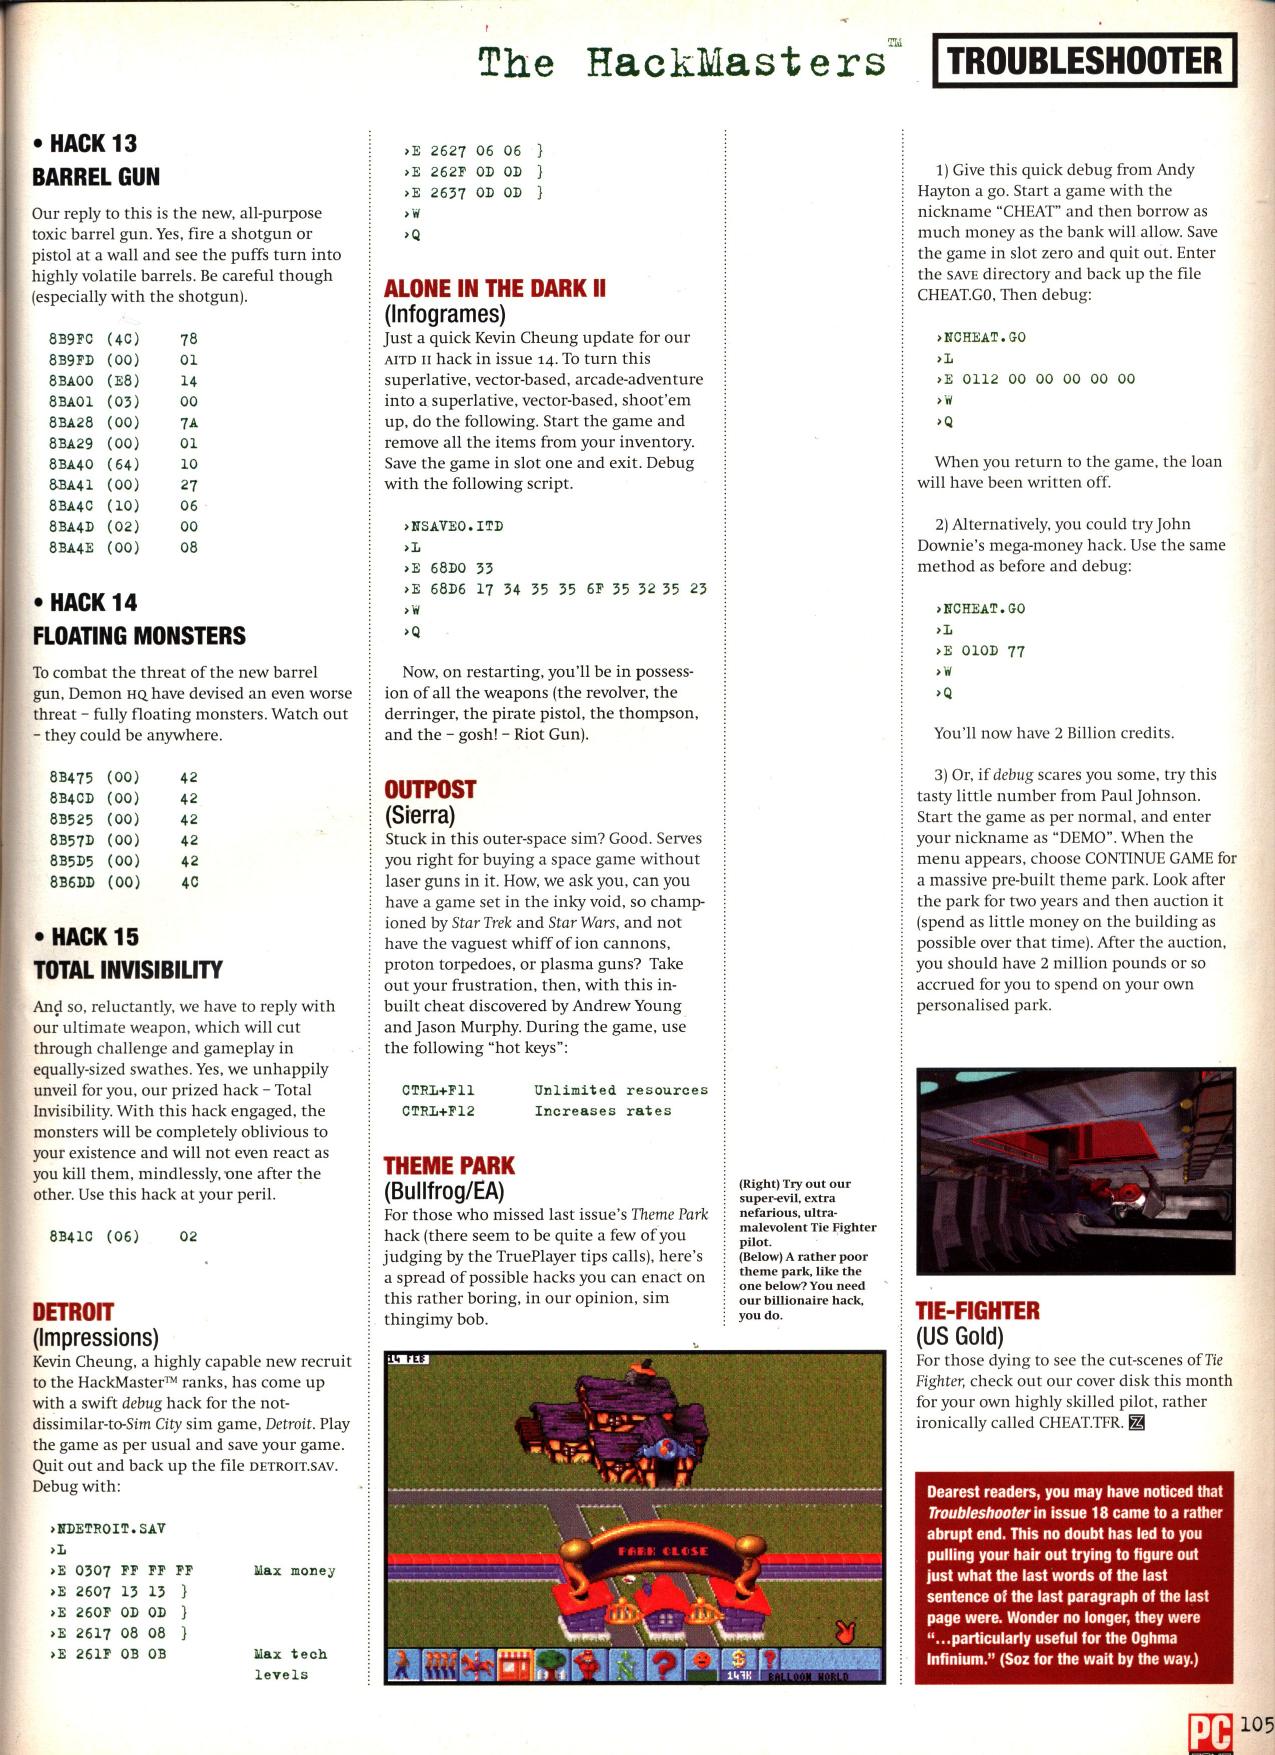 The HackMasters™
TROUBLESHOOTER
• HACK 13
BARREL GUN
Our reply to this is the new, all-purpose
toxic barrel gun. Yes, fire a shotgun or
pistol at a wall and see the puffs turn into
highly volatile barrels. Be careful though
(especially with the shotgun).
8B9FC (4C) 78
8B9FD (00) 01
8BA00 (E8) 14
8BA01 (03) 00
8BA28 (00) 7A
8BA29 (00) 01
8BA40 (64) 10
8BA41 (00) 27
8BA4C (10) 06
8BA4D (02) 00
8BA4E (00) 08
• HACK 14
FLOATING MONSTERS
To combat the threat of the new barrel
gun, Demon HQ have devised an even worse
threat – fully floating monsters. Watch out
– they could be anywhere.
8B475 (00) 42
8B4CD (00) 42
8B525 (00) 42
8B57D (00) 42
8B5D5 (00) 42
8B6DD (00) 4C
• HACK 15
TOTAL INVISIBILITY
And so, reluctantly, we have to reply with
our ultimate weapon, which will cut
through challenge and gameplay in
equally-sized swathes. Yes, we unhappily
unveil for you, our prized hack – Total
Invisibility. With this hack engaged, the
monsters will be completely oblivious to
your existence and will not even react as
you kill them, mindlessly, one after the
other. Use this hack at your peril.
8B41C (06) 02
DETROIT
(Impressions)
Kevin Cheung, a highly capable new recruit
to the HackMaster™ ranks, has come up
with a swift debug hack for the not-
dissimilar-to-Sim City sim game, Detroit. Play
the game as per usual and save your game.
Quit out and back up the file DETROIT.SAV.
Debug with:
>NDETROIT.SAV
>L
>E 0307 FF FF FF Max money
>E 2607 13 13 }
>E 260F 0D 0D }
>E 2617 08 08 }
>E 261F 0B 0B Max tech
levels
>E 2627 06 06 }
>E 262F 0D 0D }
>E 2637 0D 0D }
>W
>Q
ALONE IN THE DARK II
(Infogrames)
Just a quick Kevin Cheung update for our
AITD II hack in issue 14. To turn this
superlative, vector-based, arcade-adventure
into a superlative, vector-based, shoot'em
up, do the following. Start the game and
remove all the items from your inventory.
Save the game in slot one and exit. Debug
with the following script.
>NSAVE0.ITD
>L
>E 68D0 33
>E 68D6 17 34 35 35 6F 35 32 35 23
>W
>Q
Now, on restarting, you'll be in possess-
ion of all the weapons (the revolver, the
derringer, the pirate pistol, the thompson,
and the – gosh! – Riot Gun).
OUTPOST
(Sierra)
Stuck in this outer-space sim? Good. Serves
you right for buying a space game without
laser guns in it. How, we ask you, can you
have a game set in the inky void, so champ-
ioned by Star Trek and Star Wars, and not
have the vaguest whiff of ion cannons,
proton torpedoes, or plasma guns? Take
out your frustration, then, with this in-
built cheat discovered by Andrew Young
and Jason Murphy. During the game, use
the following “hot keys”:
CTRL+F11 Unlimited resources
CTRL+F12 Increases rates
THEME PARK
(Bullfrog/EA)
For those who missed last issue's Theme Park
hack (there seem to be quite a few of you
judging by the TruePlayer tips calls), here's
a spread of possible hacks you can enact on
this rather boring, in our opinion, sim
thingimy bob.
14 FEB
PARK CLOSE
147K
BALLOON WORLD
(Right) Try out our
super-evil, extra
nefarious, ultra-
malevolent Tie Fighter
pilot.
(Below) A rather poor
theme park, like the
one below? You need
our billionaire hack,
you do.
1) Give this quick debug from Andy
Hayton a go. Start a game with the
nickname “CHEAT” and then borrow as
much money as the bank will allow. Save
the game in slot zero and quit out. Enter
the SAVE directory and back up the file
CHEAT.G0, Then debug:
>NCHEAT.G0
>L
>E 0112 00 00 00 00 00
>W
>Q
When you return to the game, the loan
will have been written off.
2) Alternatively, you could try John
Downie's mega-money hack. Use the same
method as before and debug:
>NCHEAT.G0
>L
>E 010D 77
>W
>Q
You'll now have 2 Billion credits.
3) Or, if debug scares you some, try this
tasty little number from Paul Johnson.
Start the game as per normal, and enter
your nickname as “DEMO”. When the
menu appears, choose CONTINUE GAME for
a massive pre-built theme park. Look after
the park for two years and then auction it
(spend as little money on the building as
possible over that time). After the auction,
you should have 2 million pounds or so
accrued for you to spend on your own
personalised park.
TIE-FIGHTER
(US Gold)
For those dying to see the cut-scenes of Tie
Fighter, check out our cover disk this month
for your own highly skilled pilot, rather
ironically called CHEAT.TFR. Z
Dearest readers, you may have noticed that
Troubleshooter in issue 18 came to a rather
abrupt end. This no doubt has led to you
pulling your hair out trying to figure out
just what the last words of the last
sentence of the last paragraph of the last
page were. Wonder no longer, they were
“...particularly useful for the Oghma
Infinium.” (Soz for the wait by the way.)
PC 105